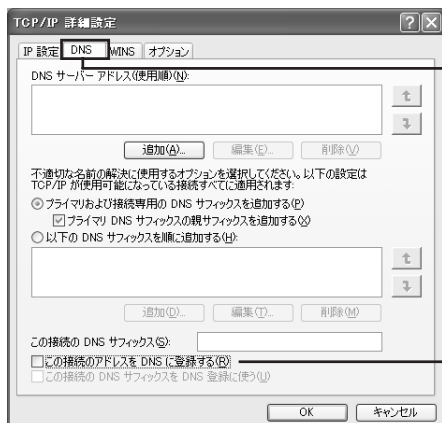 TCP/IP 詳細設定
IP 設定 DNS WINS オプション
DNS サーバー アドレス(使用順)(N):
追加(A)... 編集(E)... 削除(V)
不適切な名前の解決に使用するオプションを選択してください。以下の設定は
TCP/IP が使用可能になっている接続すべてに適用されます:
プライマリおよび接続専用の DNS サフィックスを追加する(P)
プライマリ DNS サフィックスの親サフィックスを追加する(X)
以下の DNS サフィックスを順に追加する(H):
追加(D)... 編集(T)... 削除(M)
この接続の DNS サフィックス(S):
この接続のアドレスを DNS に登録する(R)
この接続の DNS サフィックスを DNS 登録に使う(U)
OK キャンセル